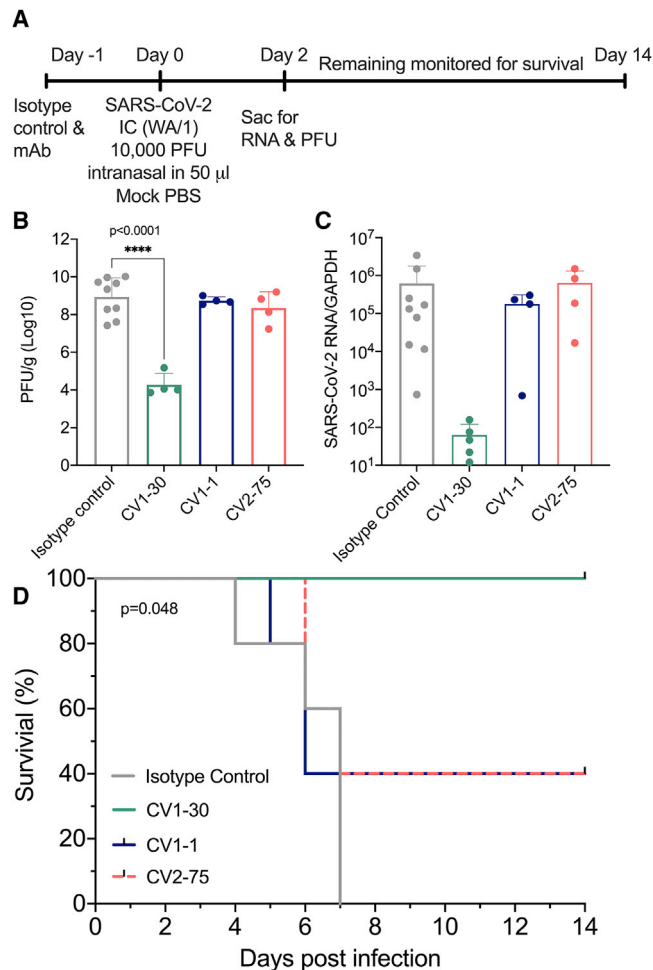 A
Day -1 Day 0 Day 2 Remaining monitored for survival Day 14
Isotype
control &
mAb
SARS-CoV-2
IC (WA/1)
10,000 PFU
intranasal in 50 µl
Mock PBS
Sac for
RNA & PFU
B
p<0.0001
****
PFU/g (Log10)
12
10
8
6
4
2
0
Isotype control
CV1-30
CV1-1
CV2-75
C
SARS-CoV-2 RNA/GAPDH
10⁷
10⁶
10⁵
10⁴
10³
10²
10¹
Isotype Control
CV1-30
CV1-1
CV2-75
D
p=0.048
Survivial (%)
100
80
60
40
20
0
Isotype Control
CV1-30
CV1-1
CV2-75
0 2 4 6 8 10 12 14
Days post infection